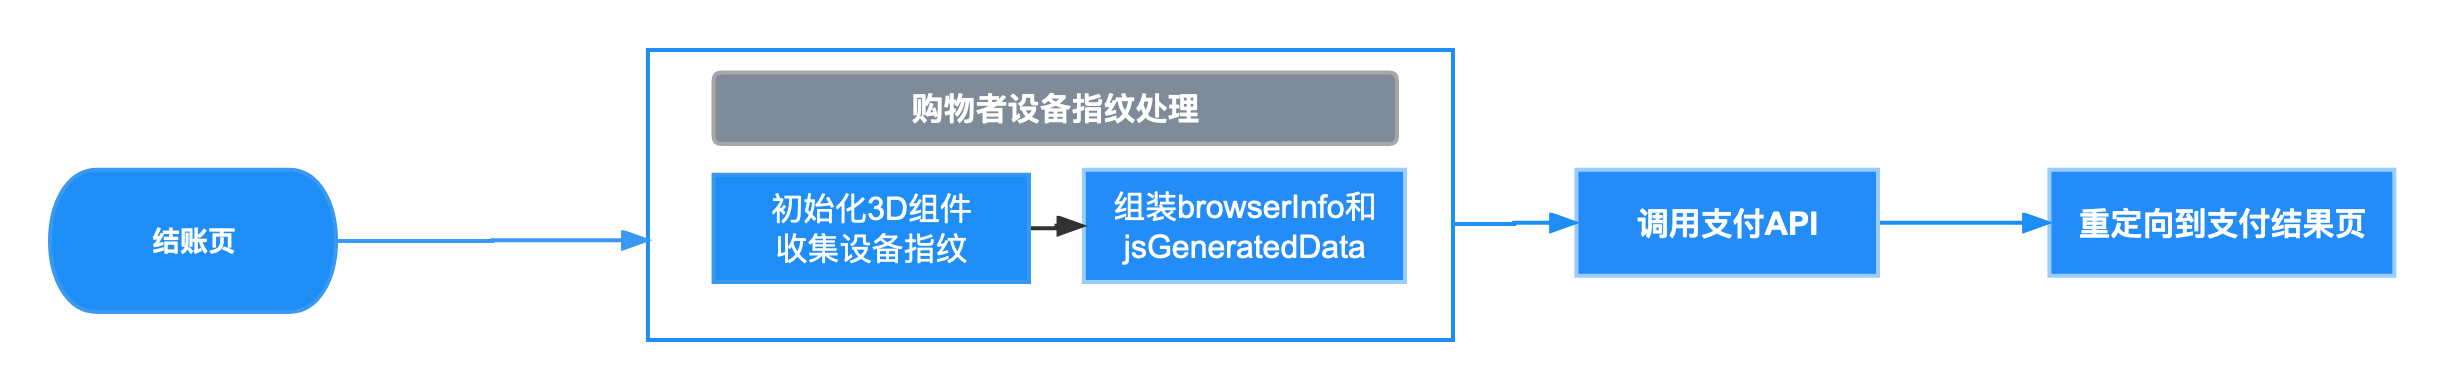 结账页
购物者设备指纹处理
初始化3D组件
收集设备指纹
组装browserInfo和
jsGeneratedData
调用支付API
重定向到支付结果页